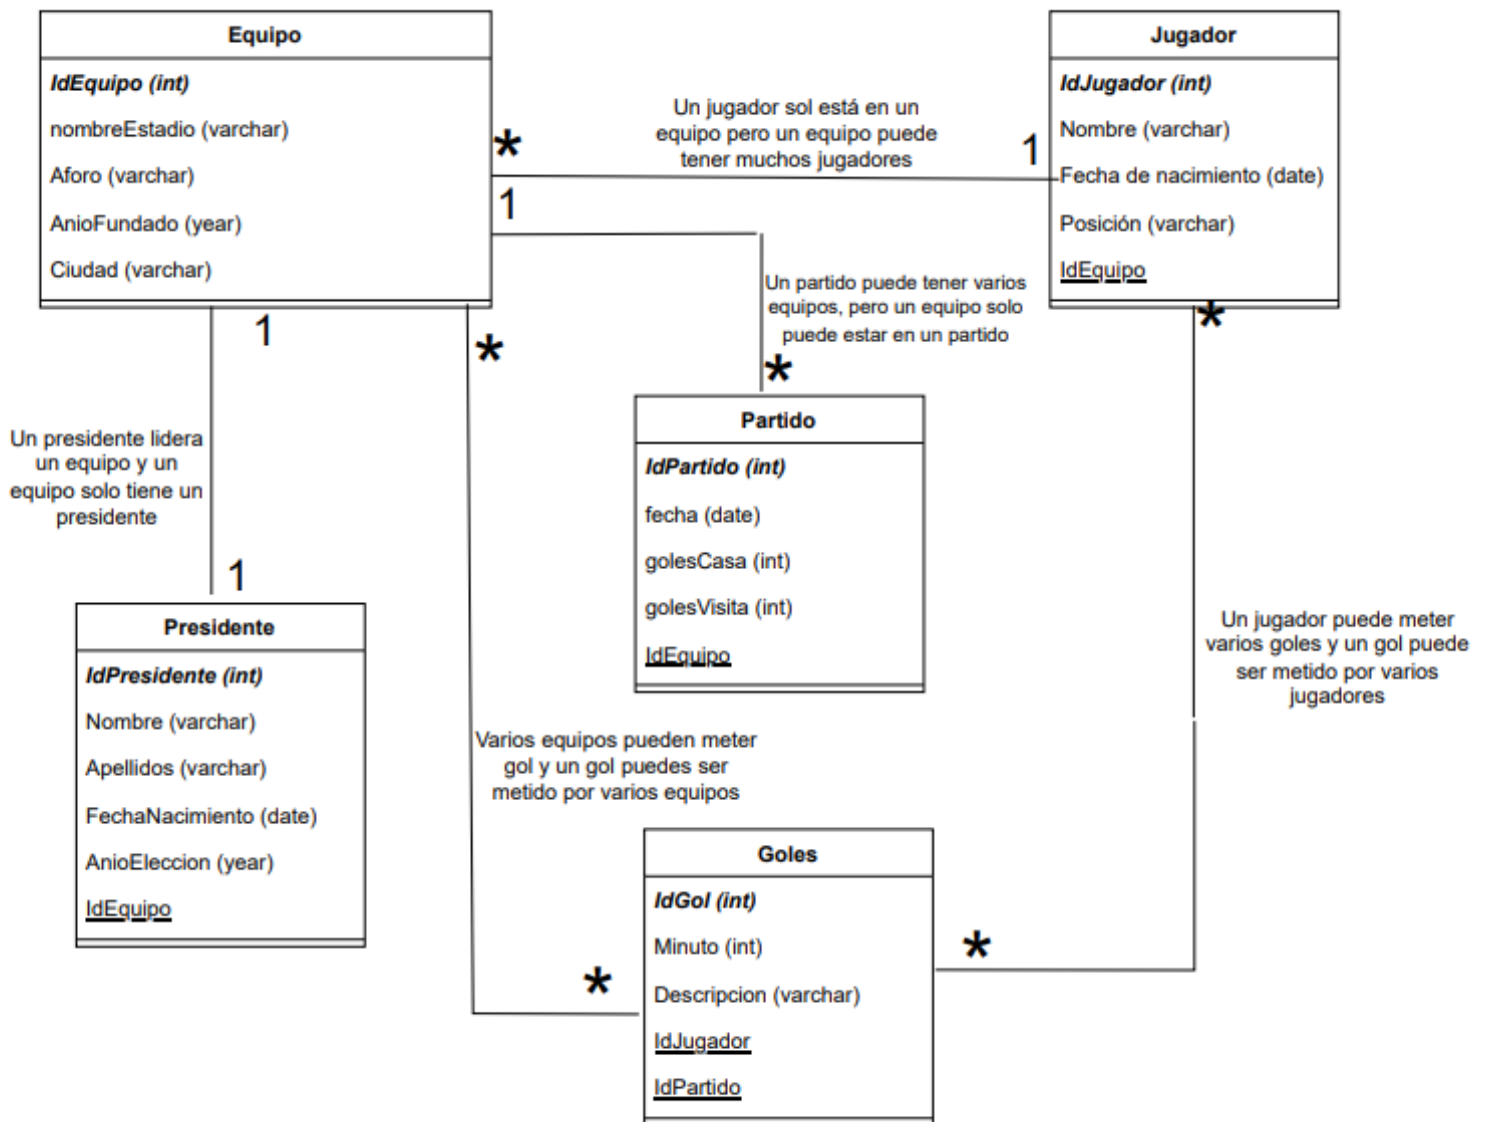 Equipo
IdEquipo (int)
nombreEstadio (varchar)
Aforo (varchar)
AnioFundado (year)
Ciudad (varchar)
*
1
1
*
Un jugador sol está en un
equipo pero un equipo puede
tener muchos jugadores
1
Jugador
IdJugador (int)
Nombre (varchar)
Fecha de nacimiento (date)
Posición (varchar)
IdEquipo
*
Un partido puede tener varios
equipos, pero un equipo solo
puede estar en un partido
*
Partido
IdPartido (int)
fecha (date)
golesCasa (int)
golesVisita (int)
IdEquipo
Un presidente lidera
un equipo y un
equipo solo tiene un
presidente
1
Presidente
IdPresidente (int)
Nombre (varchar)
Apellidos (varchar)
FechaNacimiento (date)
AnioEleccion (year)
IdEquipo
Un jugador puede meter
varios goles y un gol puede
ser metido por varios
jugadores
Varios equipos pueden meter
gol y un gol puedes ser
metido por varios equipos
*
*
Goles
IdGol (int)
Minuto (int)
Descripcion (varchar)
IdJugador
IdPartido